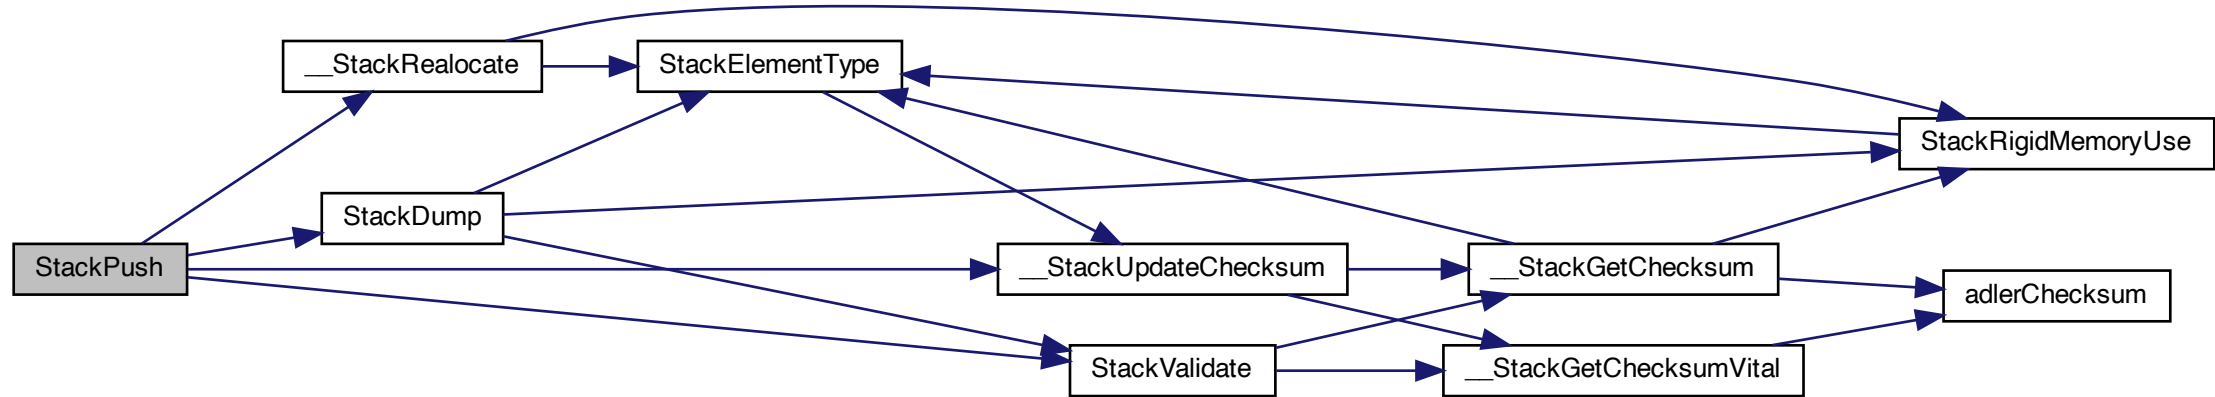 __StackRealocate
StackElementType
StackRigidMemoryUse
StackDump
StackPush
__StackUpdateChecksum
__StackGetChecksum
adlerChecksum
StackValidate
__StackGetChecksumVital